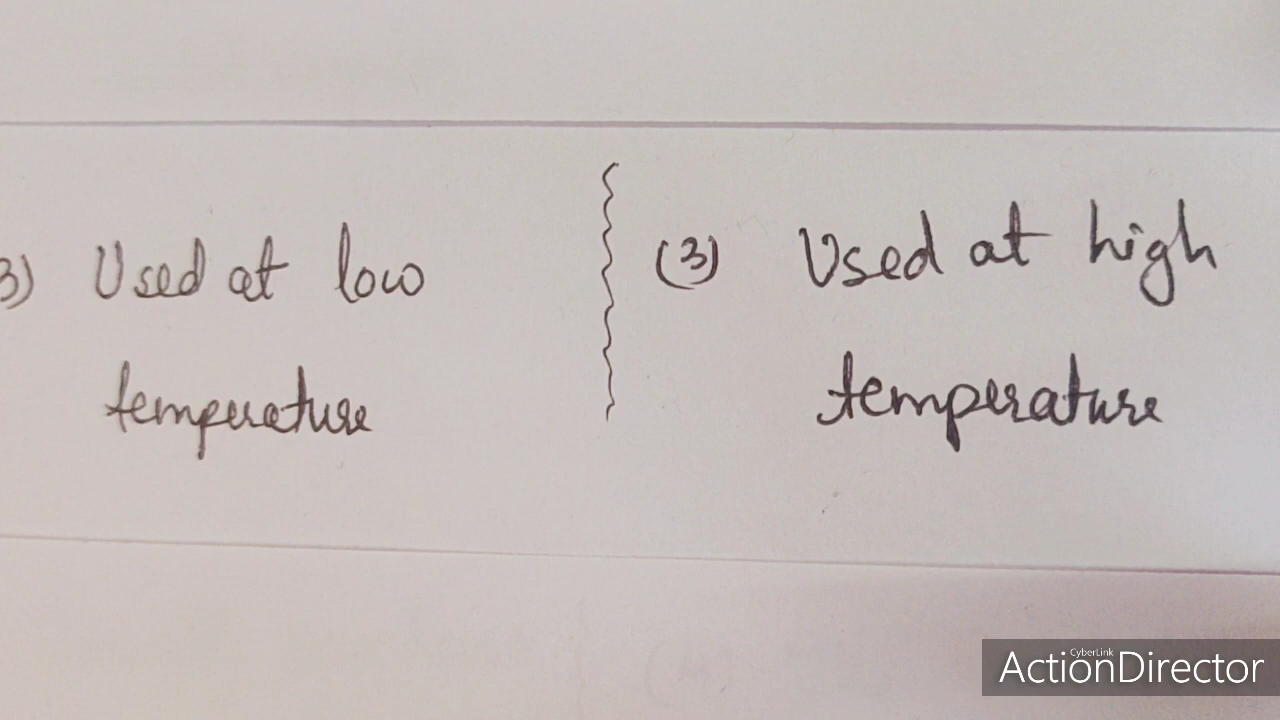 3) Used at low
temperature
(3) Used at high
temperature
CyberLink
ActionDirector